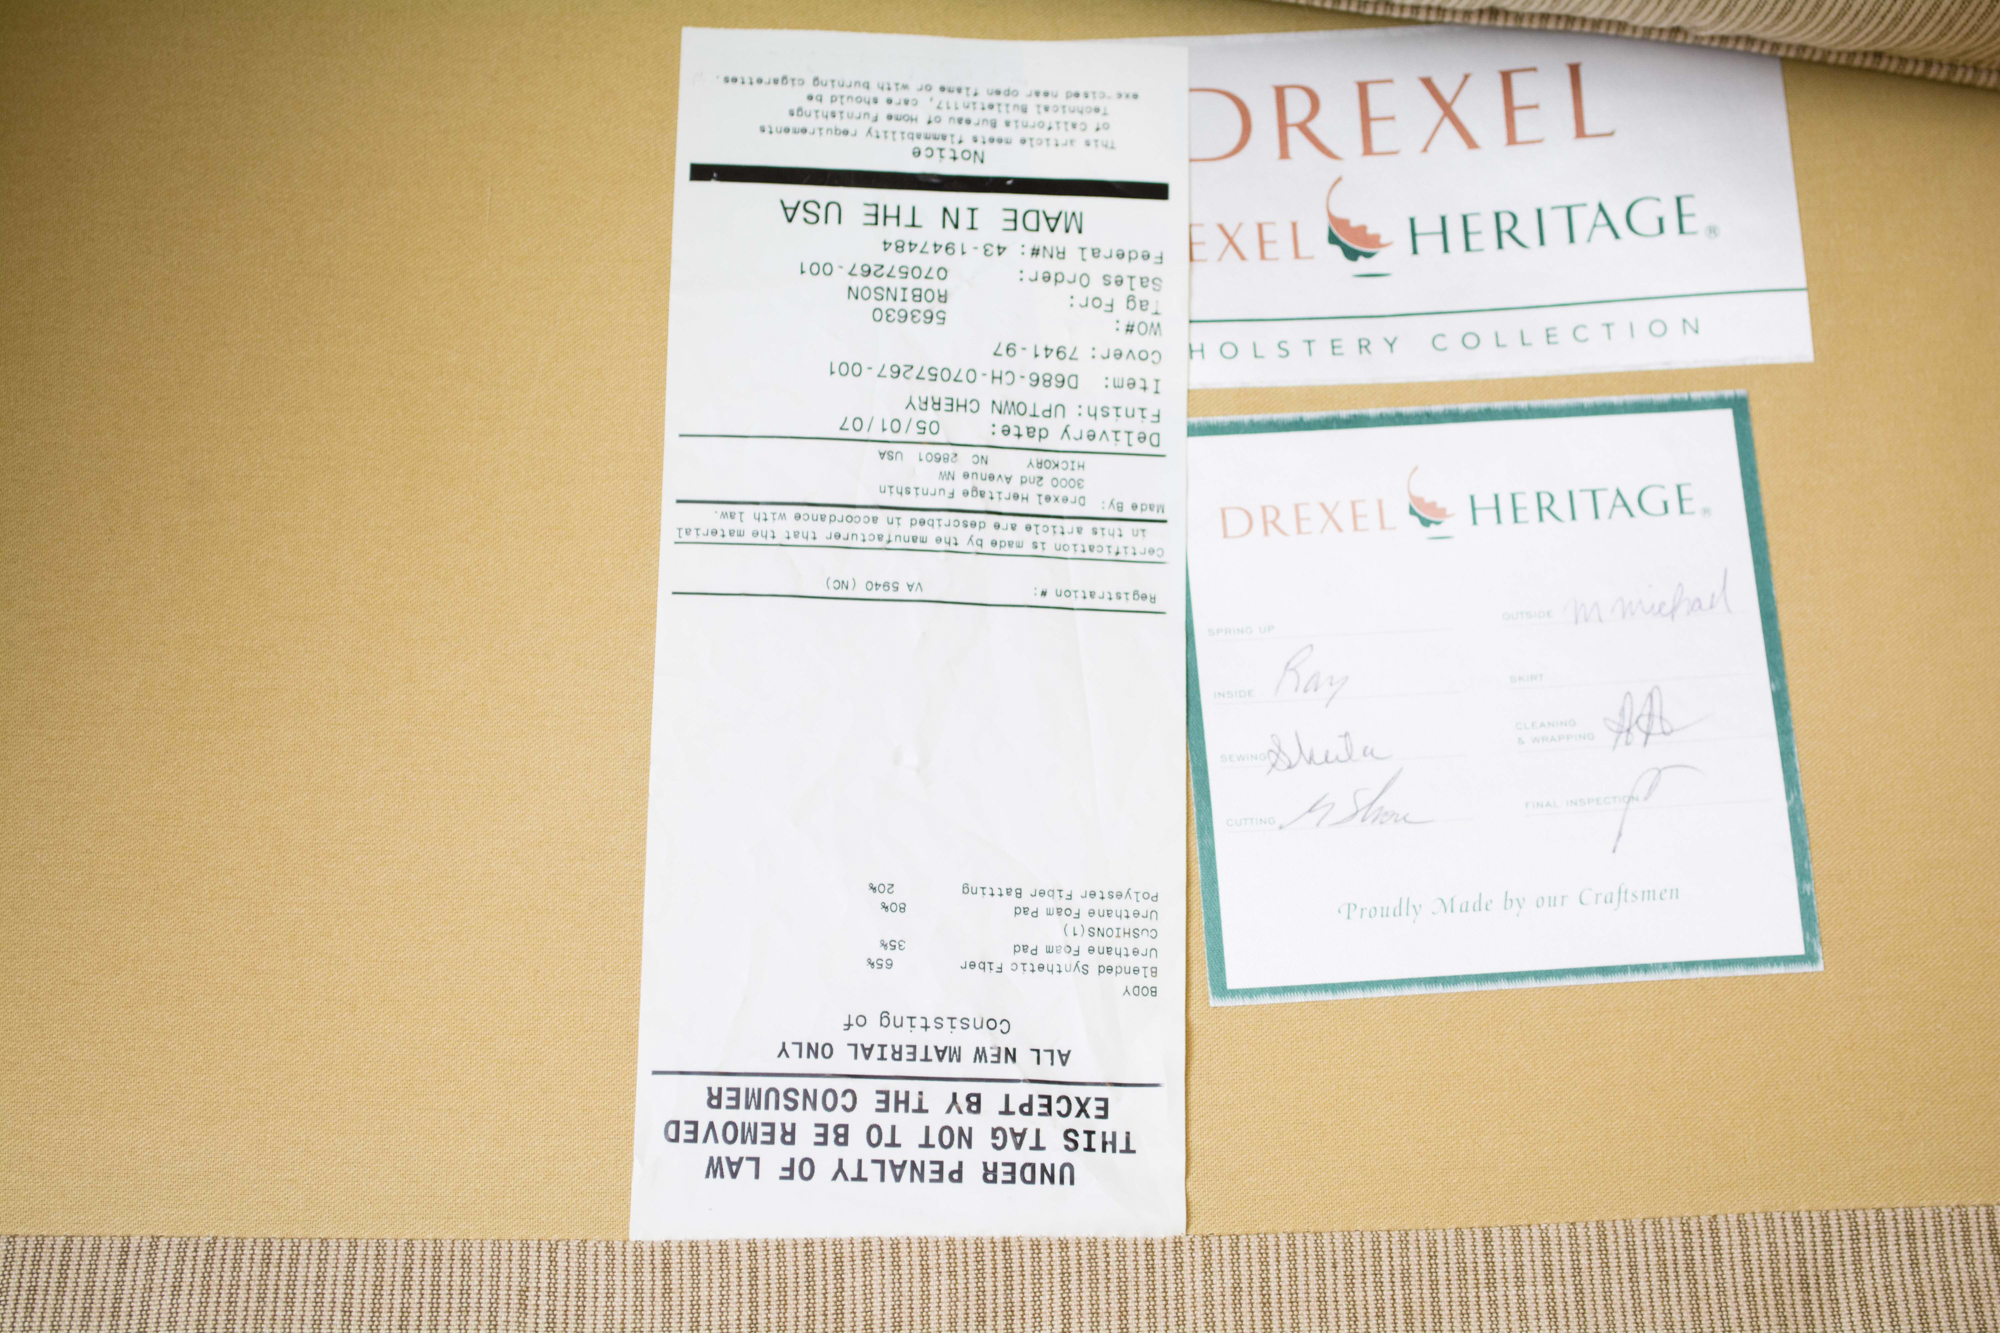 UNDER PENALTY OF LAW
THIS TAG NOT TO BE REMOVED
EXCEPT BY THE CONSUMER
ALL NEW MATERIAL ONLY
Consisting of
BODY
Blended Synthetic Fiber 65%
Urethane Foam Pad 35%
CUSHIONS(1)
Urethane Foam Pad 80%
Polyester Fiber Batting 20%
Registration #: VA 5940 (NC)
Certification is made by the manufacturer that the material
in this article are described in accordance with law.
Made By: Drexel Heritage Furnishin
3000 2nd Avenue NW
HICKORY NC 28601 USA
Delivery date: 05/01/07
Finish: UPTOWN CHERRY
Item: D686-CH-07057267-001
Cover: 7941-97
WO#: 563630
Tag For: ROBINSON
Sales Order: 07057267-001
Federal RN#: 43-1947484
MADE IN THE USA
Notice
This article meets flammability requirements
of California Bureau of Home Furnishings
Technical Bulletin117, care should be
exercised near open flame or with burning cigarettes.
DREXEL
EXEL HERITAGE®
HOLSTERY COLLECTION
DREXEL HERITAGE®
SPRING UP
INSIDE Ray
SEWING Sheila
CUTTING
OUTSIDE M Michael
SKIRT
CLEANING
& WRAPPING
FINAL INSPECTION
Proudly Made by our Craftsmen